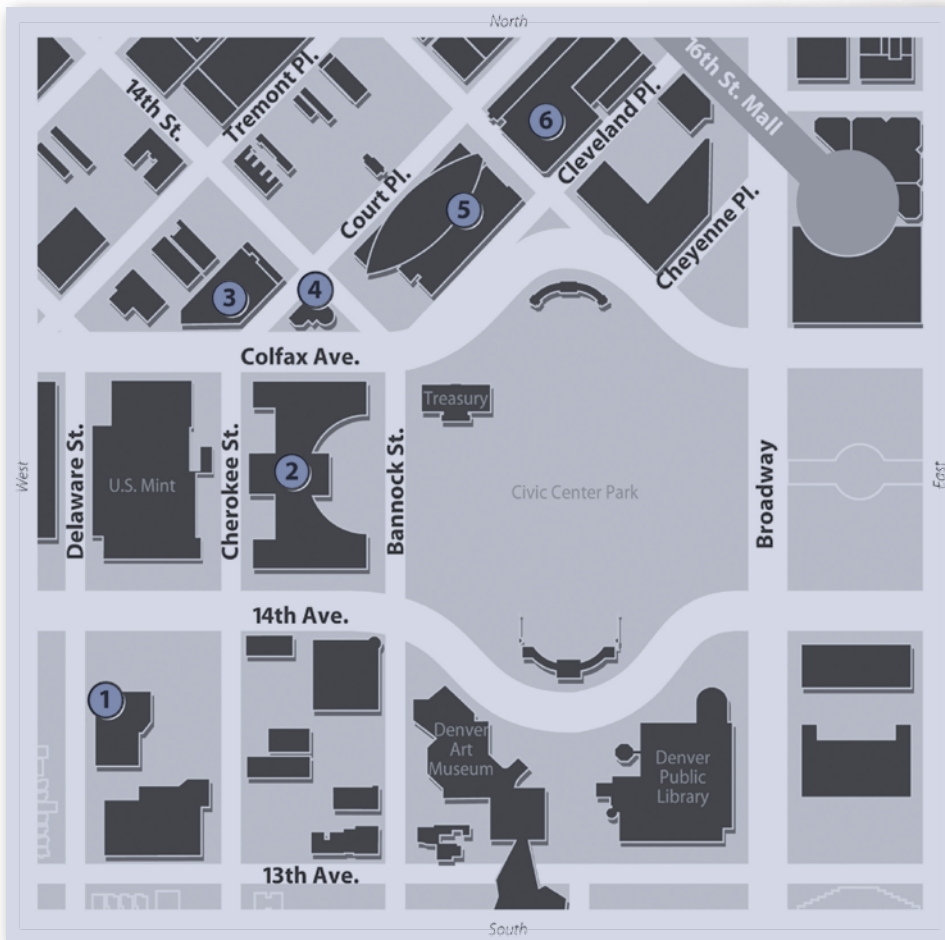 North
16th St. Mall
14th St.
Tremont Pl.
6
Cleveland Pl.
Court Pl.
5
Cheyenne Pl.
3
4
Colfax Ave.
Treasury
West
Delaware St.
U.S. Mint
Cherokee St.
2
Bannock St.
Civic Center Park
Broadway
East
14th Ave.
1
Denver
Art
Museum
Denver
Public
Library
13th Ave.
South